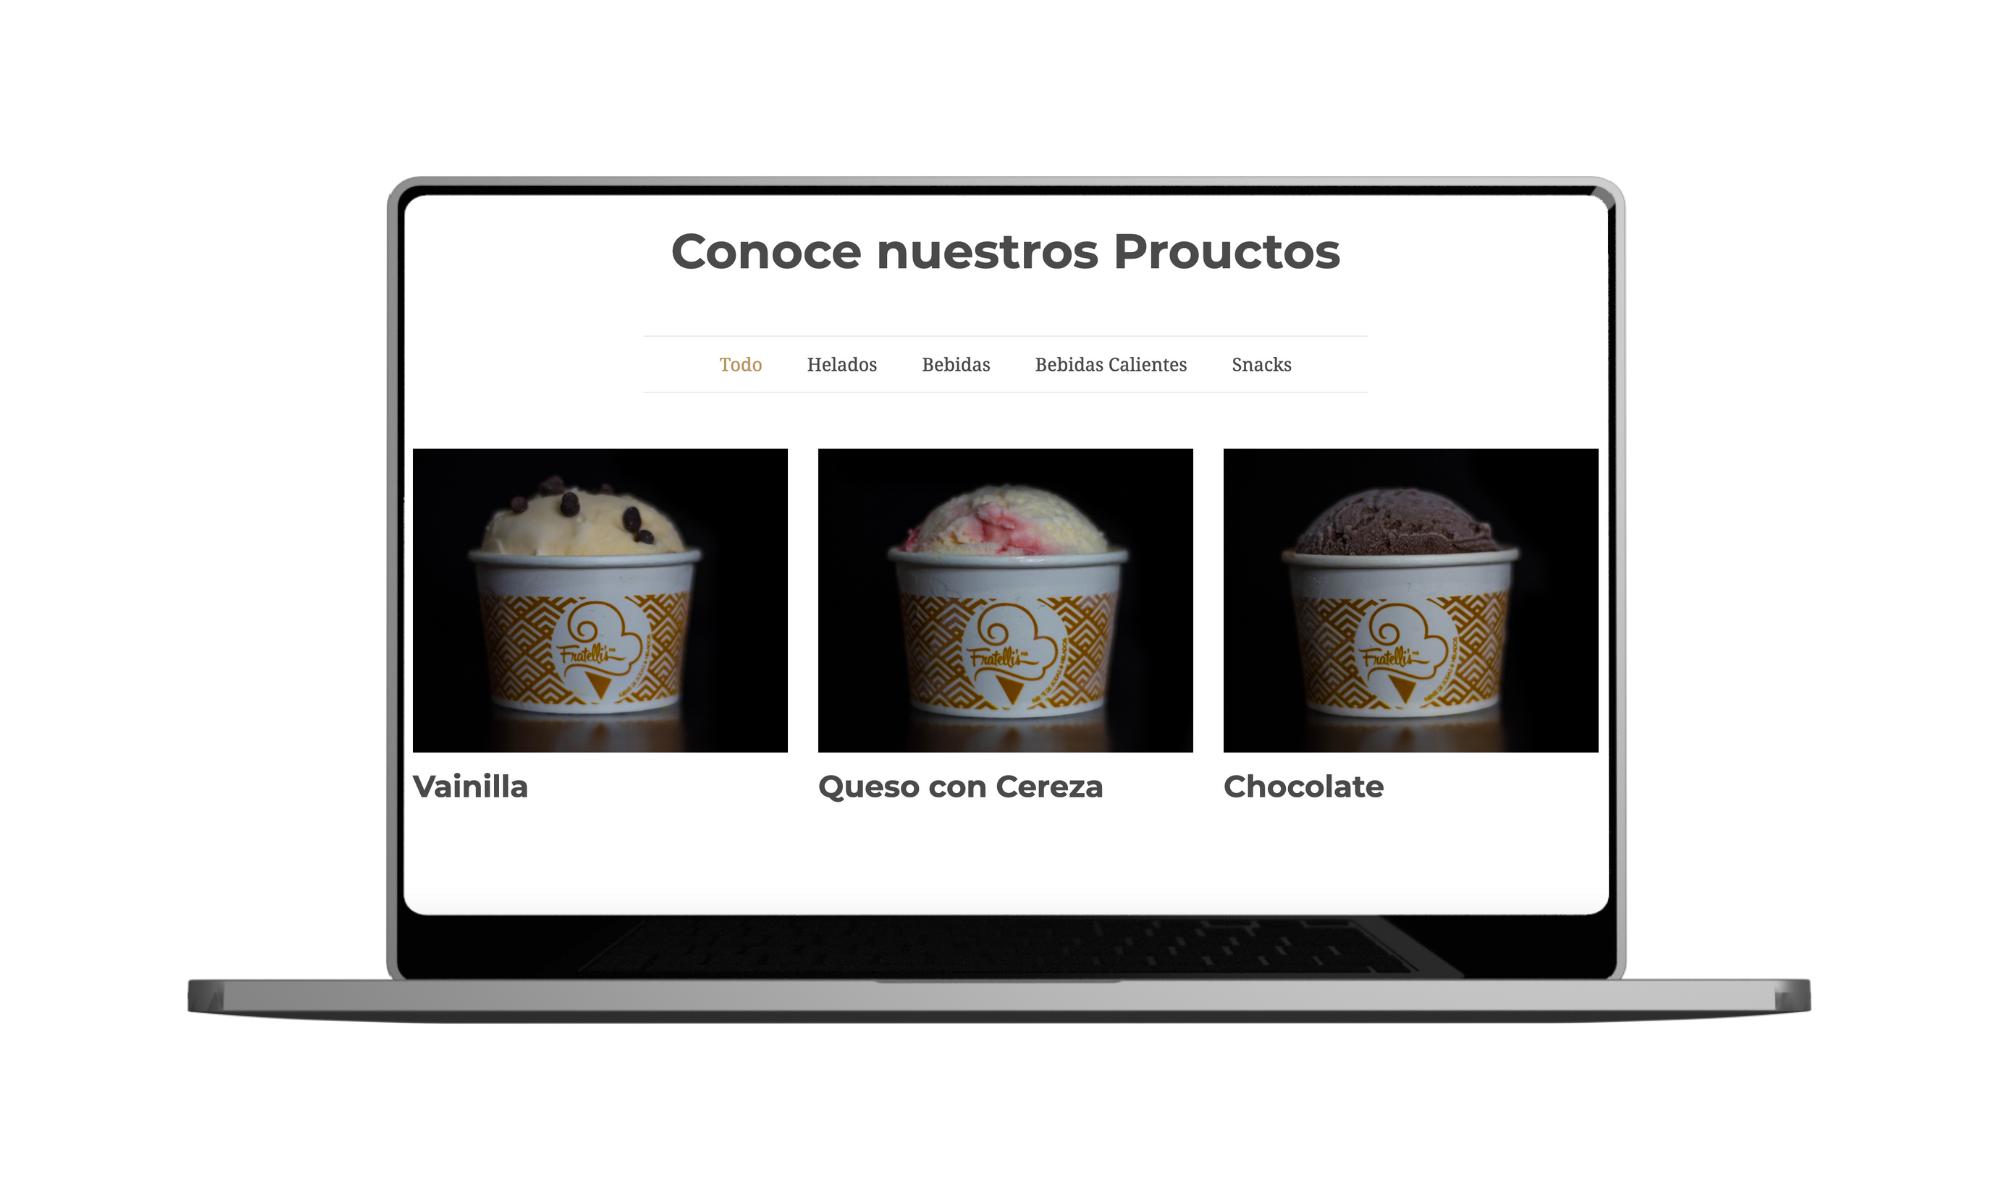 Conoce nuestros Prouctos
Todo Helados Bebidas Bebidas Calientes Snacks
Fratelli's
Fratelli's
Fratelli's
Vainilla Queso con Cereza Chocolate